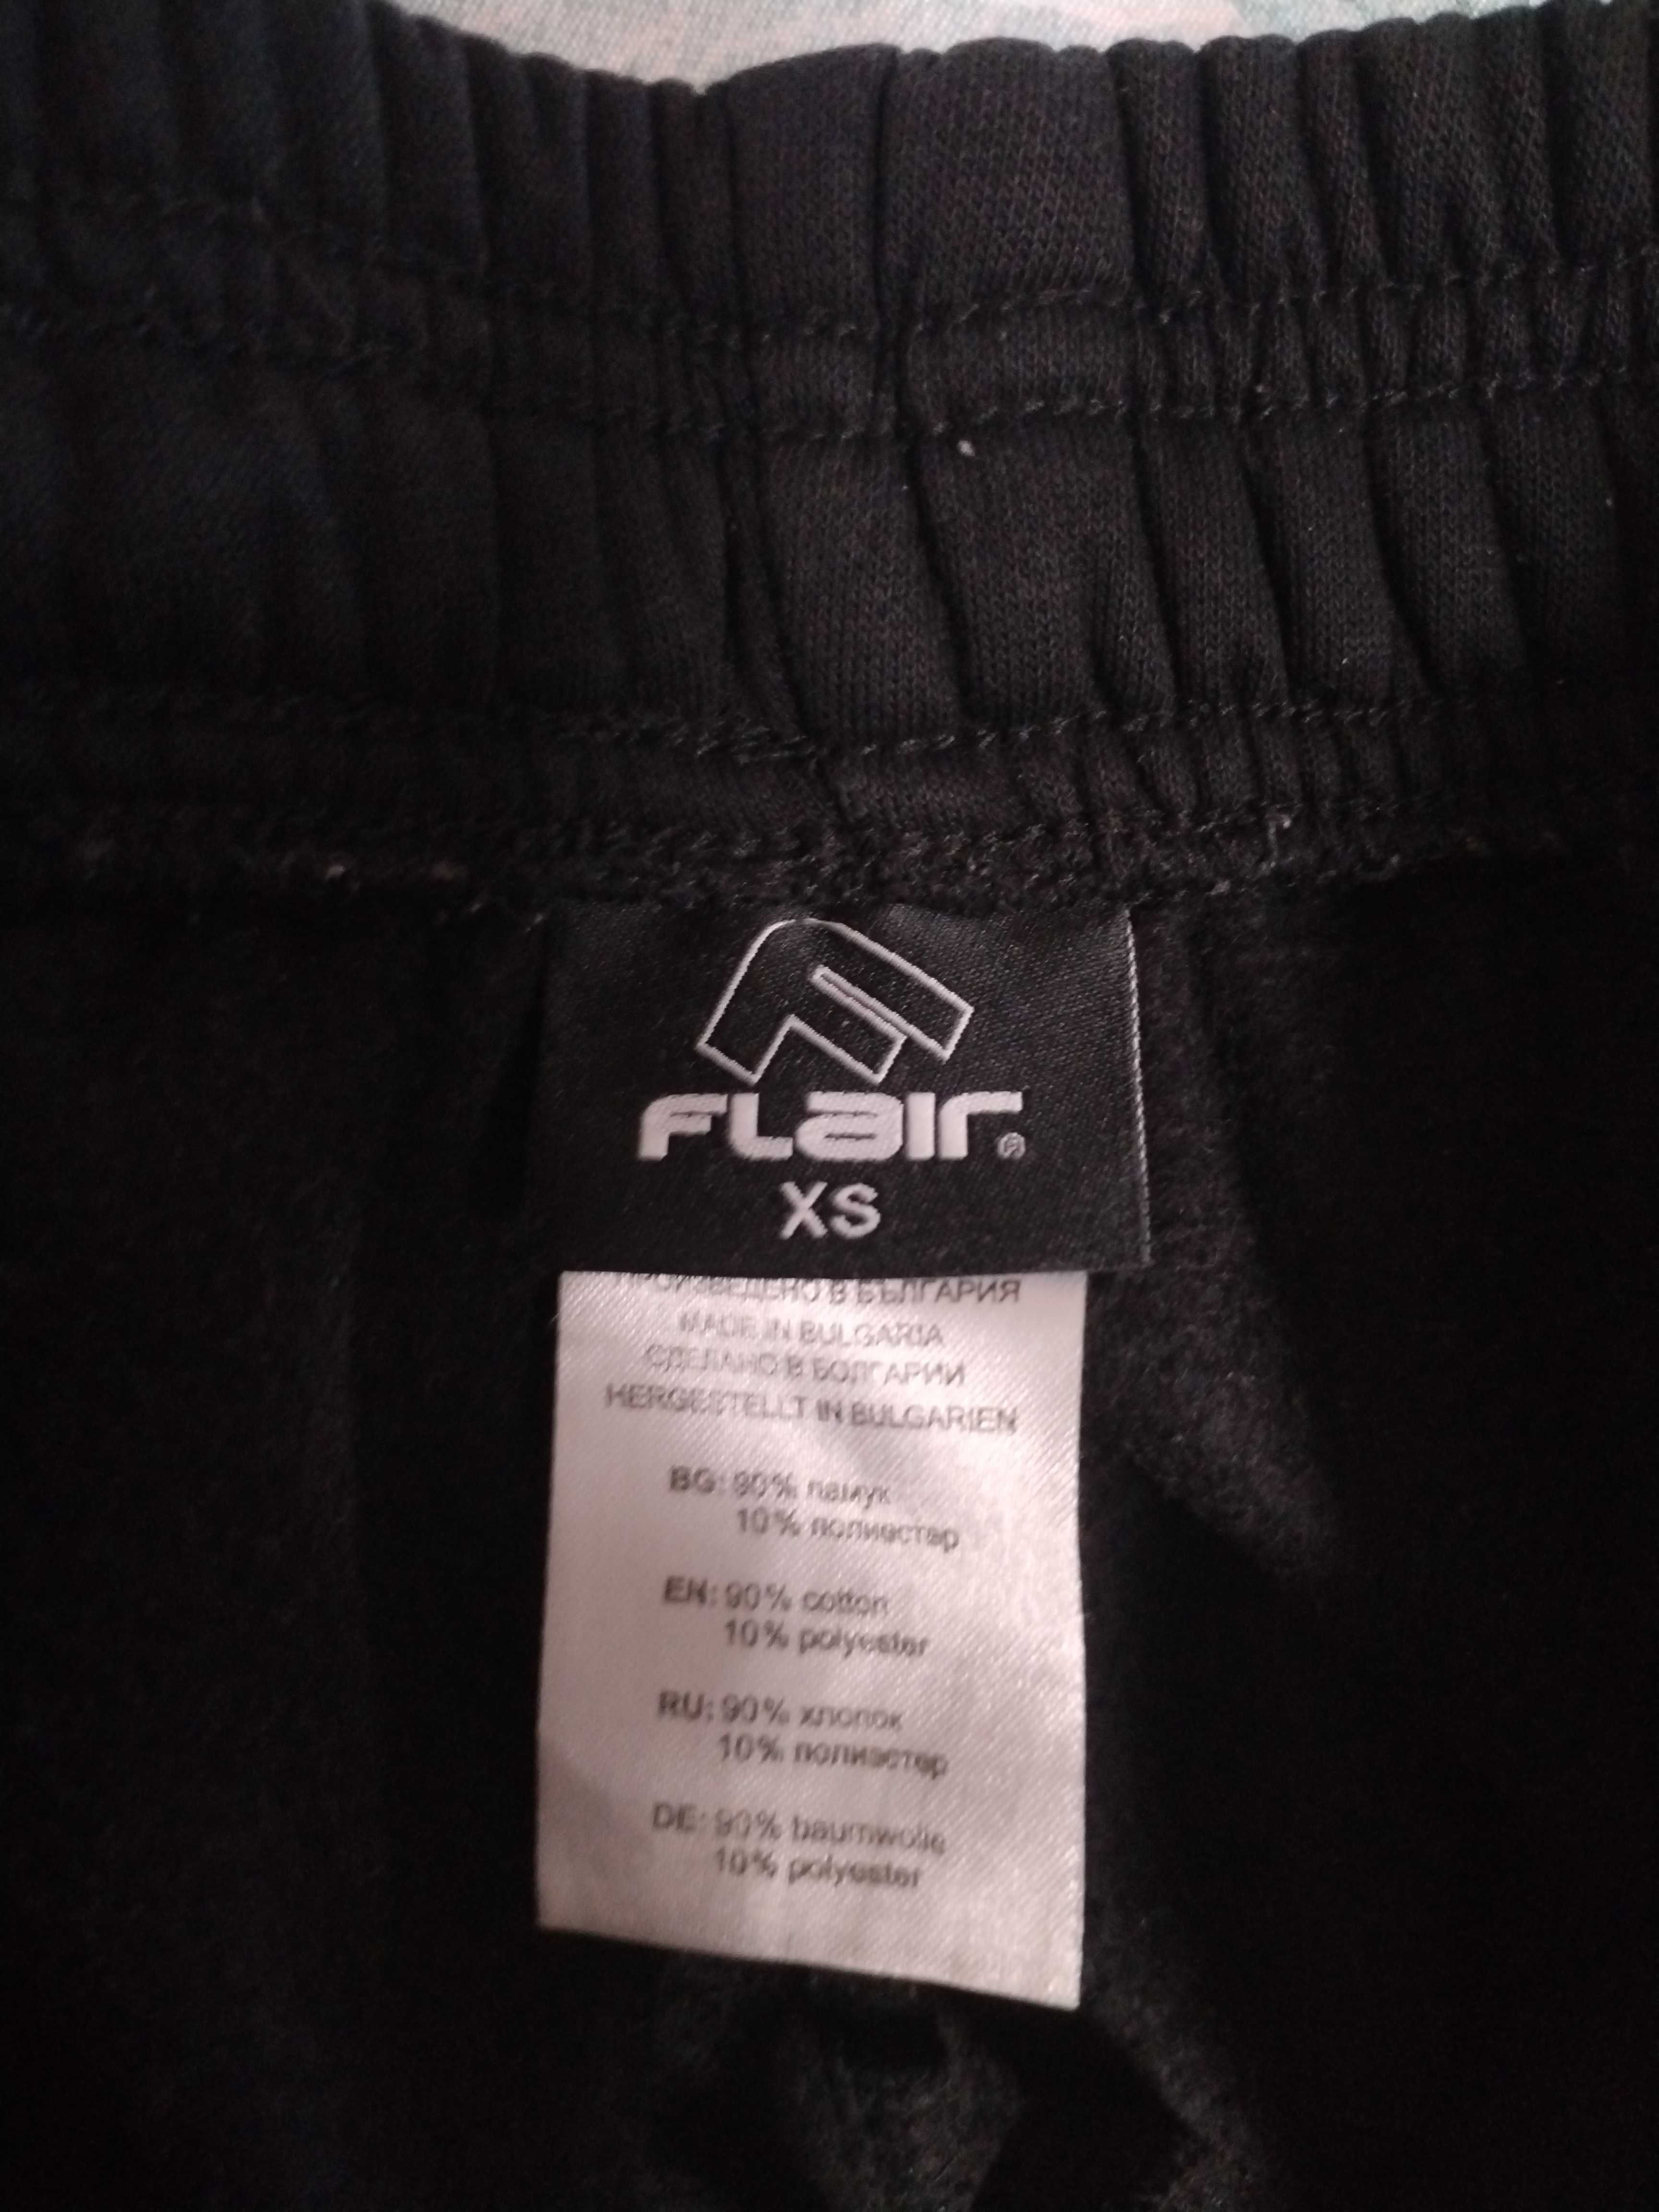 FLair®
XS
ПРОИЗВЕДЕНО В БЪЛГАРИЯ
MADE IN BULGARIA
СДЕЛАНО В БОЛГАРИИ
HERGESTELLT IN BULGARIEN
BG: 90% памук
10% полиестер
EN: 90% cotton
10% polyester
RU: 90% хлопок
10% полиэстер
DE: 90% baumwolle
10% polyester